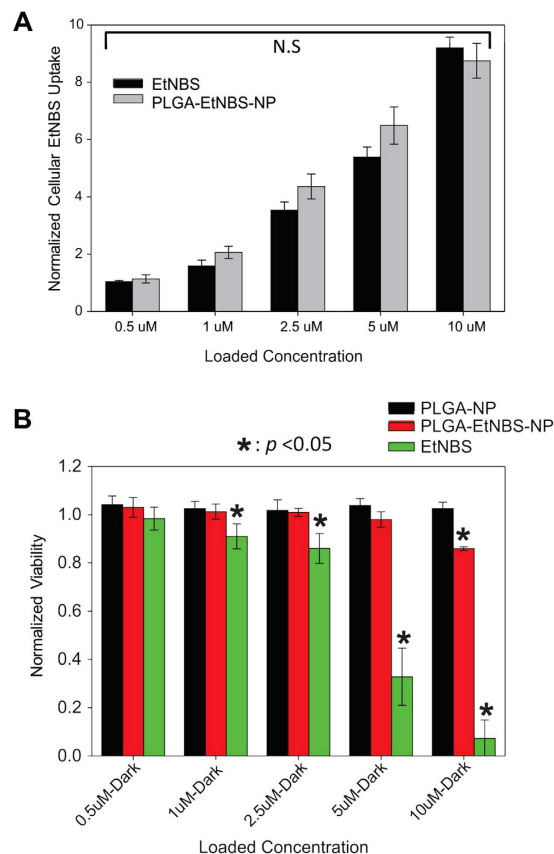 A
10
8
6
4
2
0
Normalized Cellular EtNBS Uptake
N.S
EtNBS
PLGA-EtNBS-NP
0.5 uM
1 uM
2.5 uM
5 uM
10 uM
Loaded Concentration
B
PLGA-NP
PLGA-EtNBS-NP
EtNBS
*: p <0.05
1.2
1.0
0.8
0.6
0.4
0.2
0.0
Normalized Viability
*
*
*
*
*
0.5uM-Dark
1uM-Dark
2.5uM-Dark
5uM-Dark
10uM-Dark
Loaded Concentration